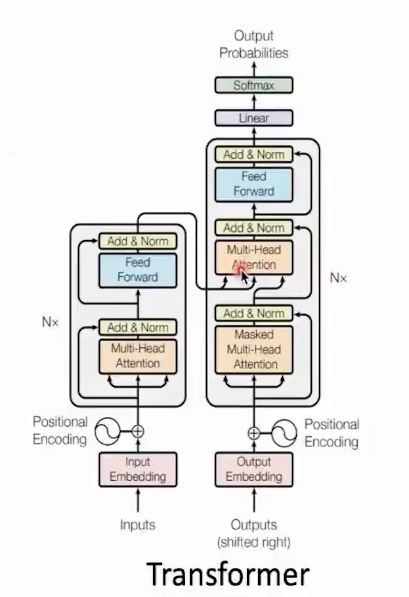 Output
Probabilities
Softmax
Linear
Add & Norm
Feed
Forward
Add & Norm
Multi-Head
Attention
Nx
Add & Norm
Masked
Multi-Head
Attention
Positional
Encoding
Output
Embedding
Outputs
(shifted right)
Add & Norm
Feed
Forward
Nx
Add & Norm
Multi-Head
Attention
Positional
Encoding
Input
Embedding
Inputs
Transformer